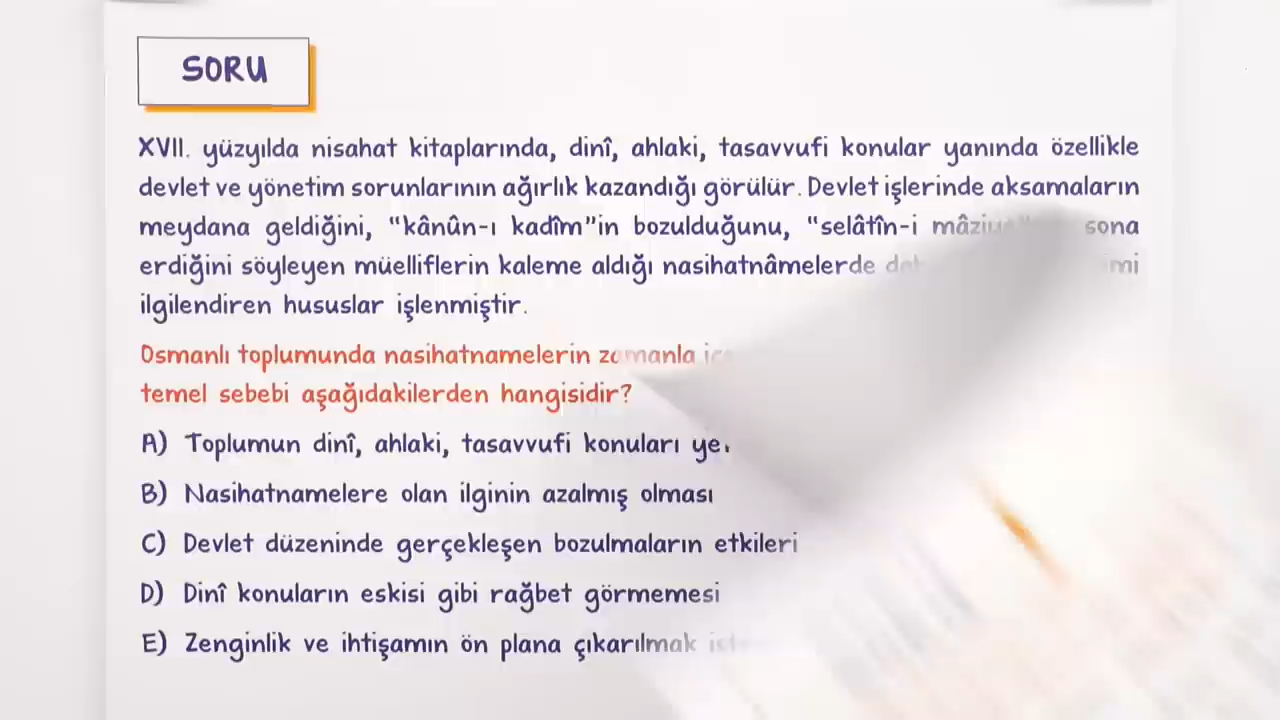 SORU
XVII. yüzyılda nisahat kitaplarında, dinî, ahlaki, tasavvufi konular yanında özellikle
devlet ve yönetim sorunlarının ağırlık kazandığı görülür. Devlet işlerinde aksamaların
meydana geldiğini, “kânûn-ı kadîm”in bozulduğunu, “selâtîn-i sona
erdiğini söyleyen müelliflerin kaleme aldığı nasihatnâmelerde
ilgilendiren hususlar işlenmiştir.
Osmanlı toplumunda nasihatnamelerin zamanla
temel sebebi aşağıdakilerden hangisidir?
A) Toplumun dinî, ahlaki, tasavvufi konuları
B) Nasihatnamelere olan ilginin azalmış olması
C) Devlet düzeninde gerçekleşen bozulmaların etkileri
D) Dinî konuların eskisi gibi rağbet görmemesi
E) Zenginlik ve ihtişamın ön plana çıkarılmak